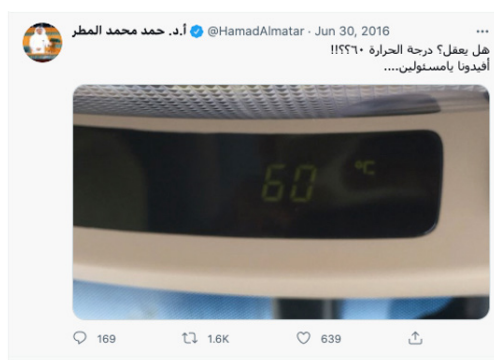 أ.د. حمد محمد المطر @HamadAlmatar · Jun 30, 2016
هل يعقل؟ درجة الحرارة ٦٠؟؟؟!!
أفيدونا يامسئولين....
60 °C
169 1.6K 639